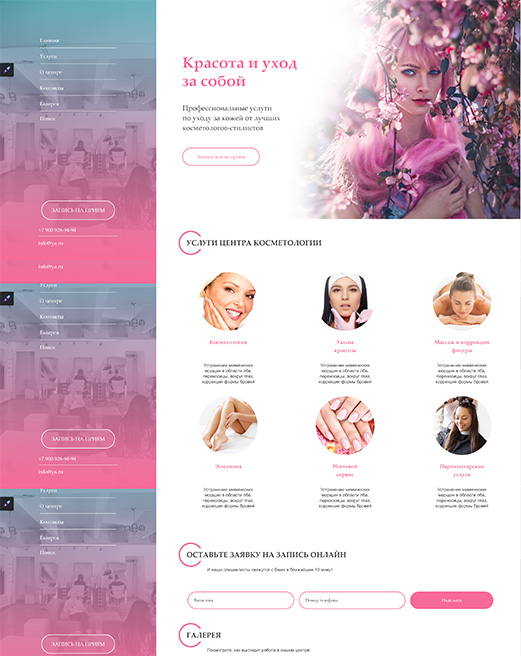 Главная
Услуги
О центре
Контакты
Галерея
Поиск
ЗАПИСЬ НА ПРИЕМ
+7 900 928-94-94
info@ya.ru
info@ya.ru
Услуги
О центре
Контакты
Галерея
Поиск
ЗАПИСЬ НА ПРИЕМ
+7 900 928-94-94
info@ya.ru
Услуги
О центре
Контакты
Галерея
Поиск
ЗАПИСЬ НА ПРИЕМ
Красота и уход
за собой
Профессиональные услуги
по уходу за кожей от лучших
косметологов-стилистов
Записаться на прием
УСЛУГИ ЦЕНТРА КОСМЕТОЛОГИИ
Косметология
Устранение мимических
морщин в области лба,
переносицы, вокруг глаз,
коррекция формы бровей
Уколы
красоты
Устранение мимических
морщин в области лба,
переносицы, вокруг глаз,
коррекция формы бровей
Массаж и коррекция
фигуры
Устранение мимических
морщин в области лба,
переносицы, вокруг глаз,
коррекция формы бровей
Эпиляция
Устранение мимических
морщин в области лба,
переносицы, вокруг глаз,
коррекция формы бровей
Ногтевой
сервис
Устранение мимических
морщин в области лба,
переносицы, вокруг глаз,
коррекция формы бровей
Парикмахерские
услуги
Устранение мимических
морщин в области лба,
переносицы, вокруг глаз,
коррекция формы бровей
ОСТАВЬТЕ ЗАЯВКУ НА ЗАПИСЬ ОНЛАЙН
И наши специалисты свяжутся с Вами в ближайшие 10 минут
Ваше имя
Номер телефона
ГАЛЕРЕЯ
Посмотрите, как выглядит работа в нашем центре